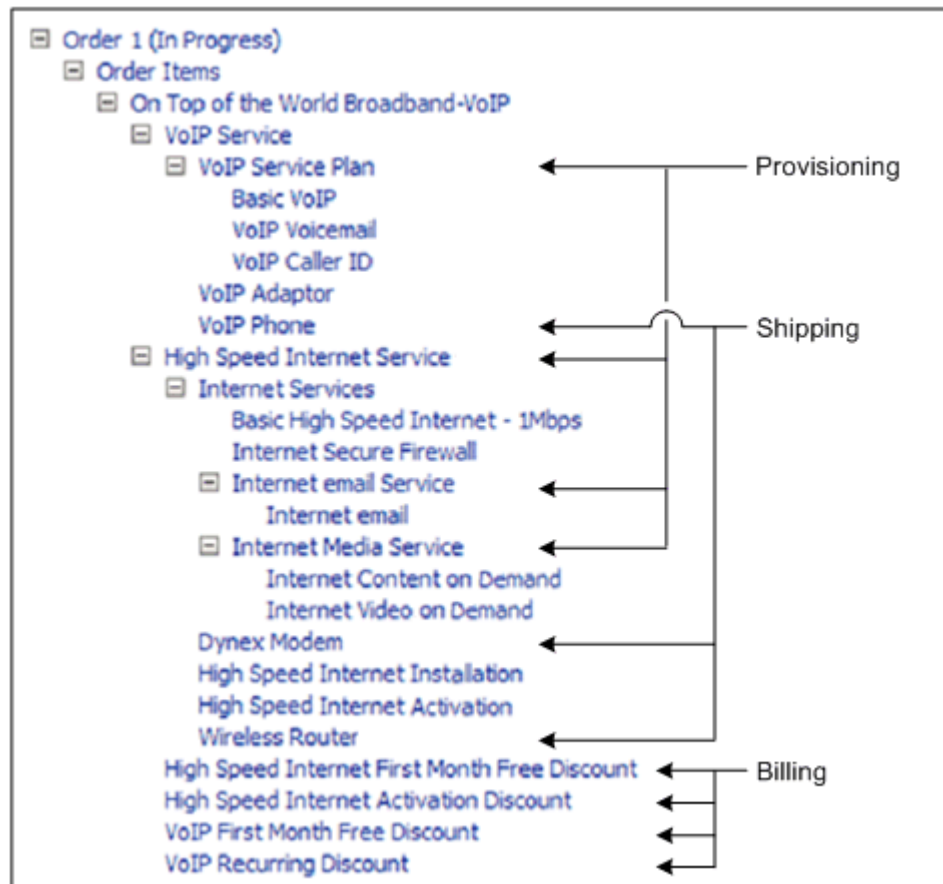 Order 1 (In Progress)
Order Items
On Top of the World Broadband-VoIP
VoIP Service
VoIP Service Plan
Provisioning
Basic VoIP
VoIP Voicemail
VoIP Caller ID
VoIP Adaptor
VoIP Phone
Shipping
High Speed Internet Service
Internet Services
Basic High Speed Internet - 1Mbps
Internet Secure Firewall
Internet email Service
Internet email
Internet Media Service
Internet Content on Demand
Internet Video on Demand
Dynex Modem
High Speed Internet Installation
High Speed Internet Activation
Wireless Router
High Speed Internet First Month Free Discount
Billing
High Speed Internet Activation Discount
VoIP First Month Free Discount
VoIP Recurring Discount